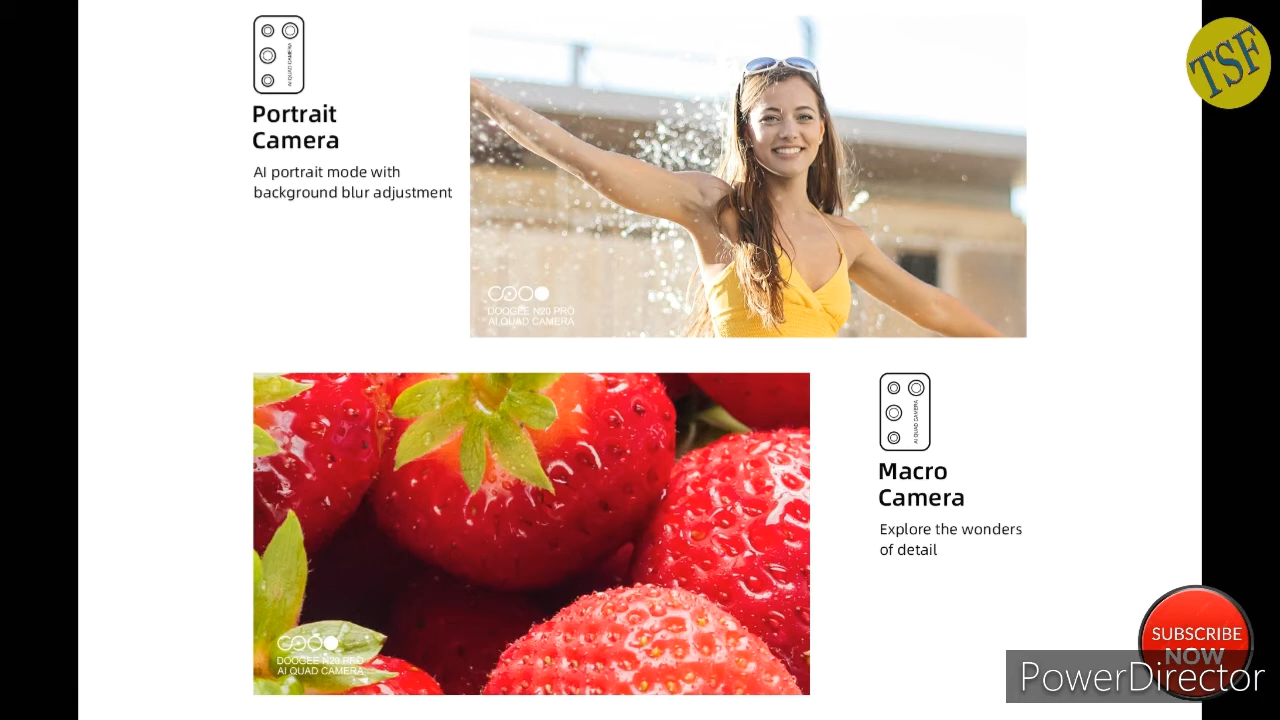 TSF
AI QUAD CAMERA
Portrait
Camera
AI portrait mode with
background blur adjustment
DOOGEE N20 PRO
AI QUAD CAMERA
AI QUAD CAMERA
Macro
Camera
Explore the wonders
of detail
DOOGEE N20 PRO
AI QUAD CAMERA
SUBSCRIBE
NOW
PowerDirector